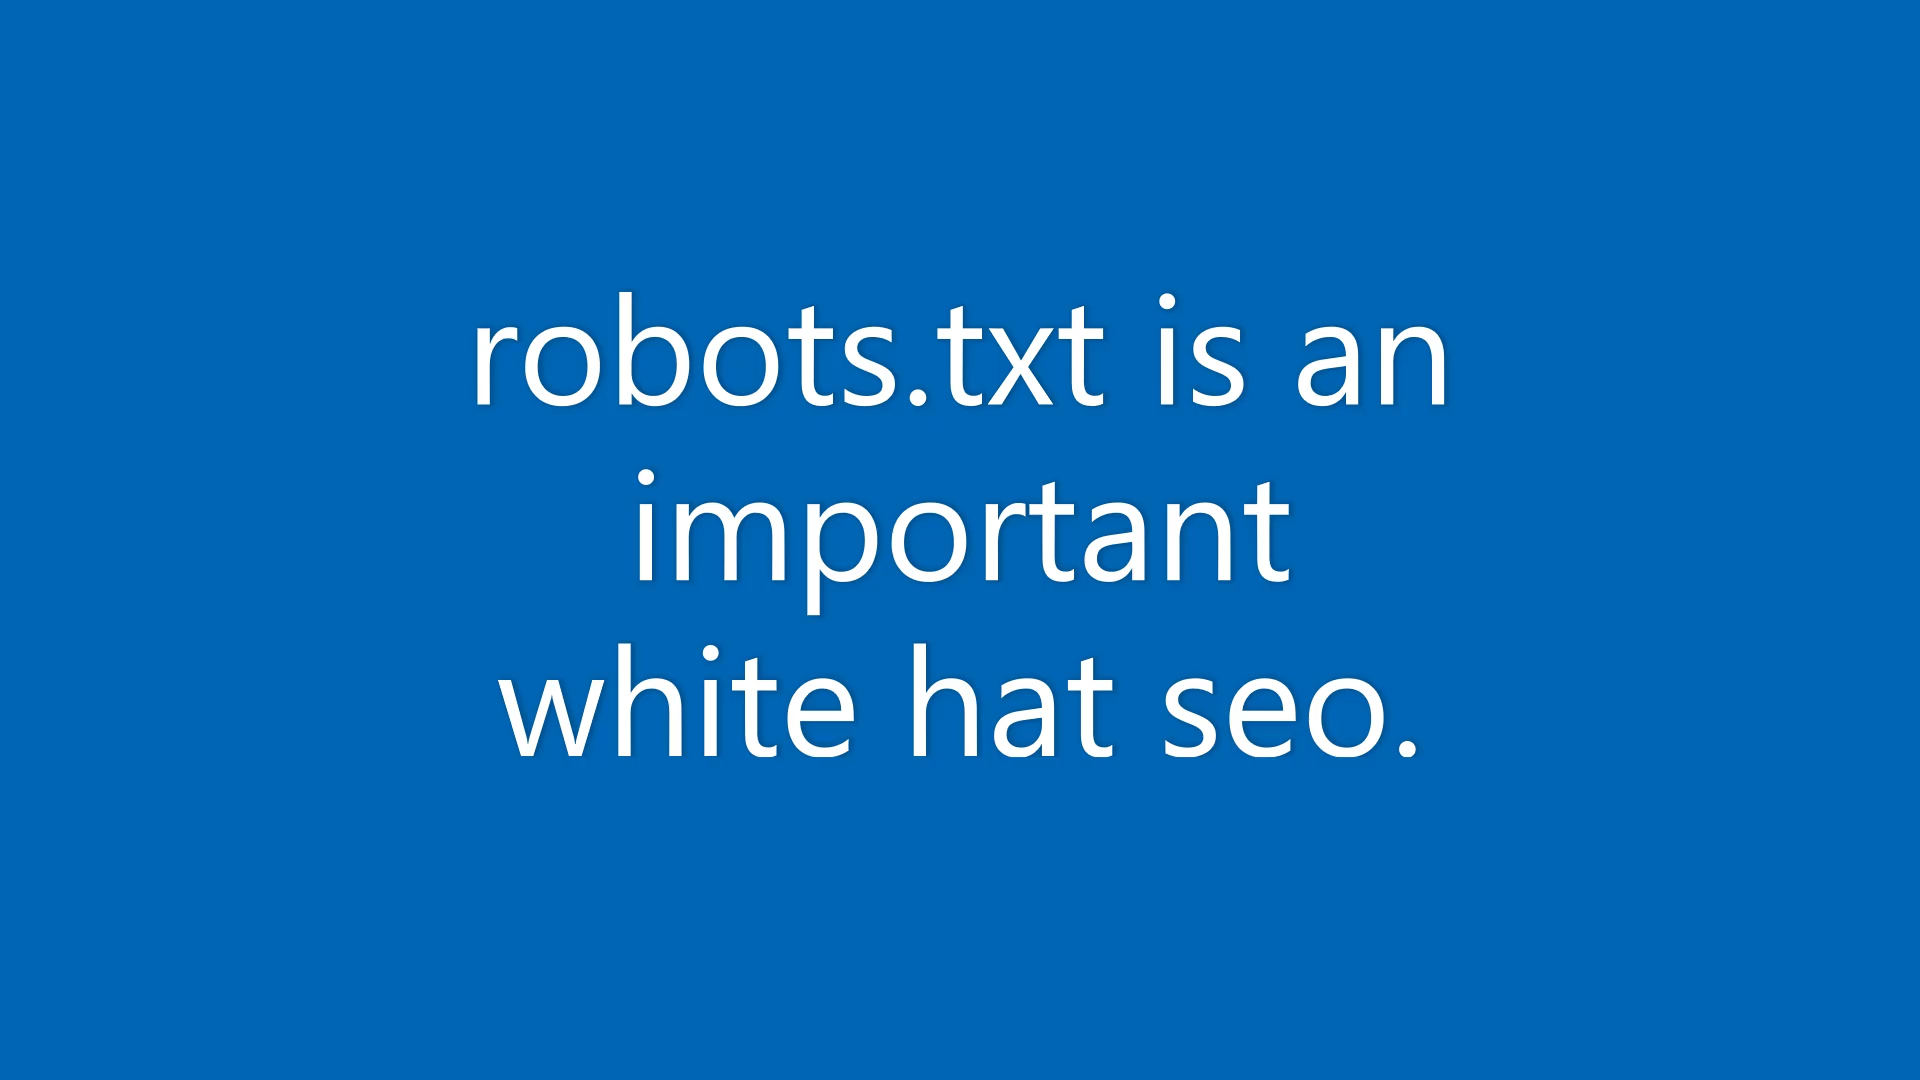 robots.txt is an
important
white hat seo.